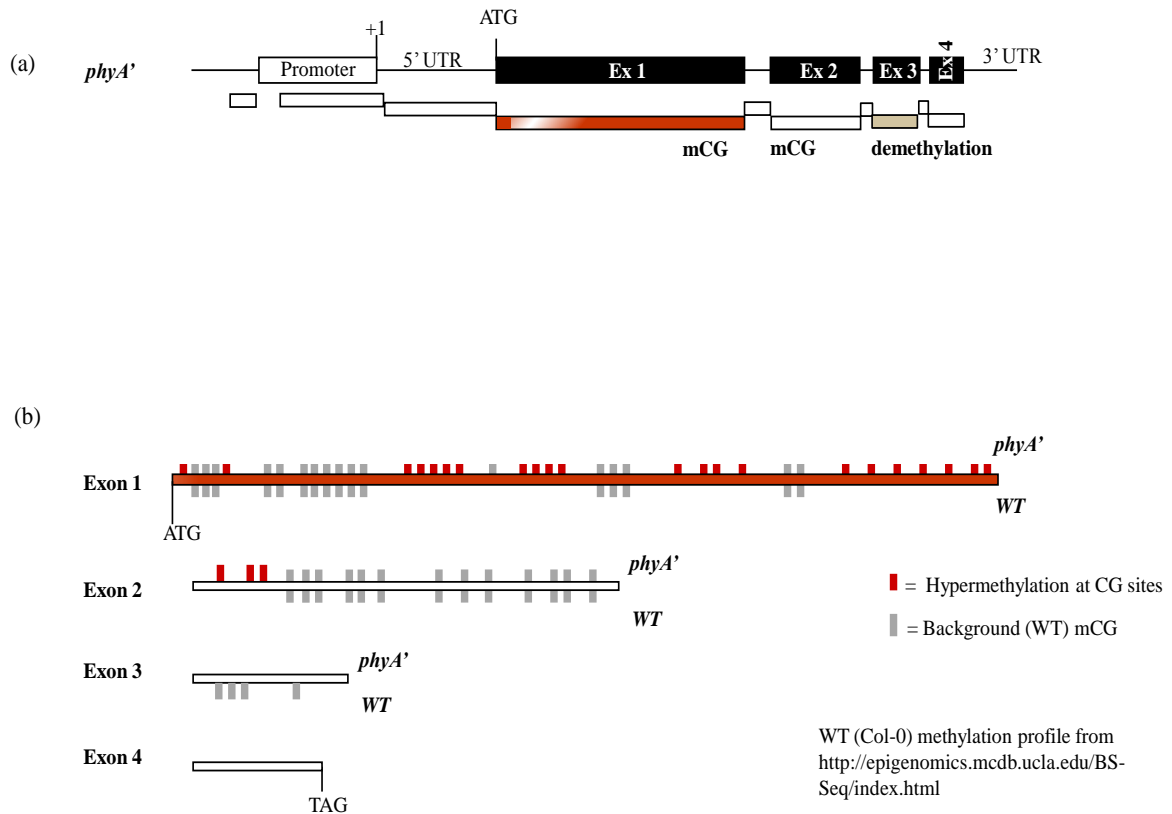 (a)
phyA'
+1
ATG
Promoter
5' UTR
Ex 1
Ex 2
Ex 3
Ex 4
3' UTR
mCG
mCG
demethylation
(b)
phyA'
Exon 1
WT
ATG
phyA'
Exon 2
WT
= Hypermethylation at CG sites
= Background (WT) mCG
Exon 3
phyA'
WT
Exon 4
TAG
WT (Col-0) methylation profile from
http://epigenomics.mcdb.ucla.edu/BS-
Seq/index.html